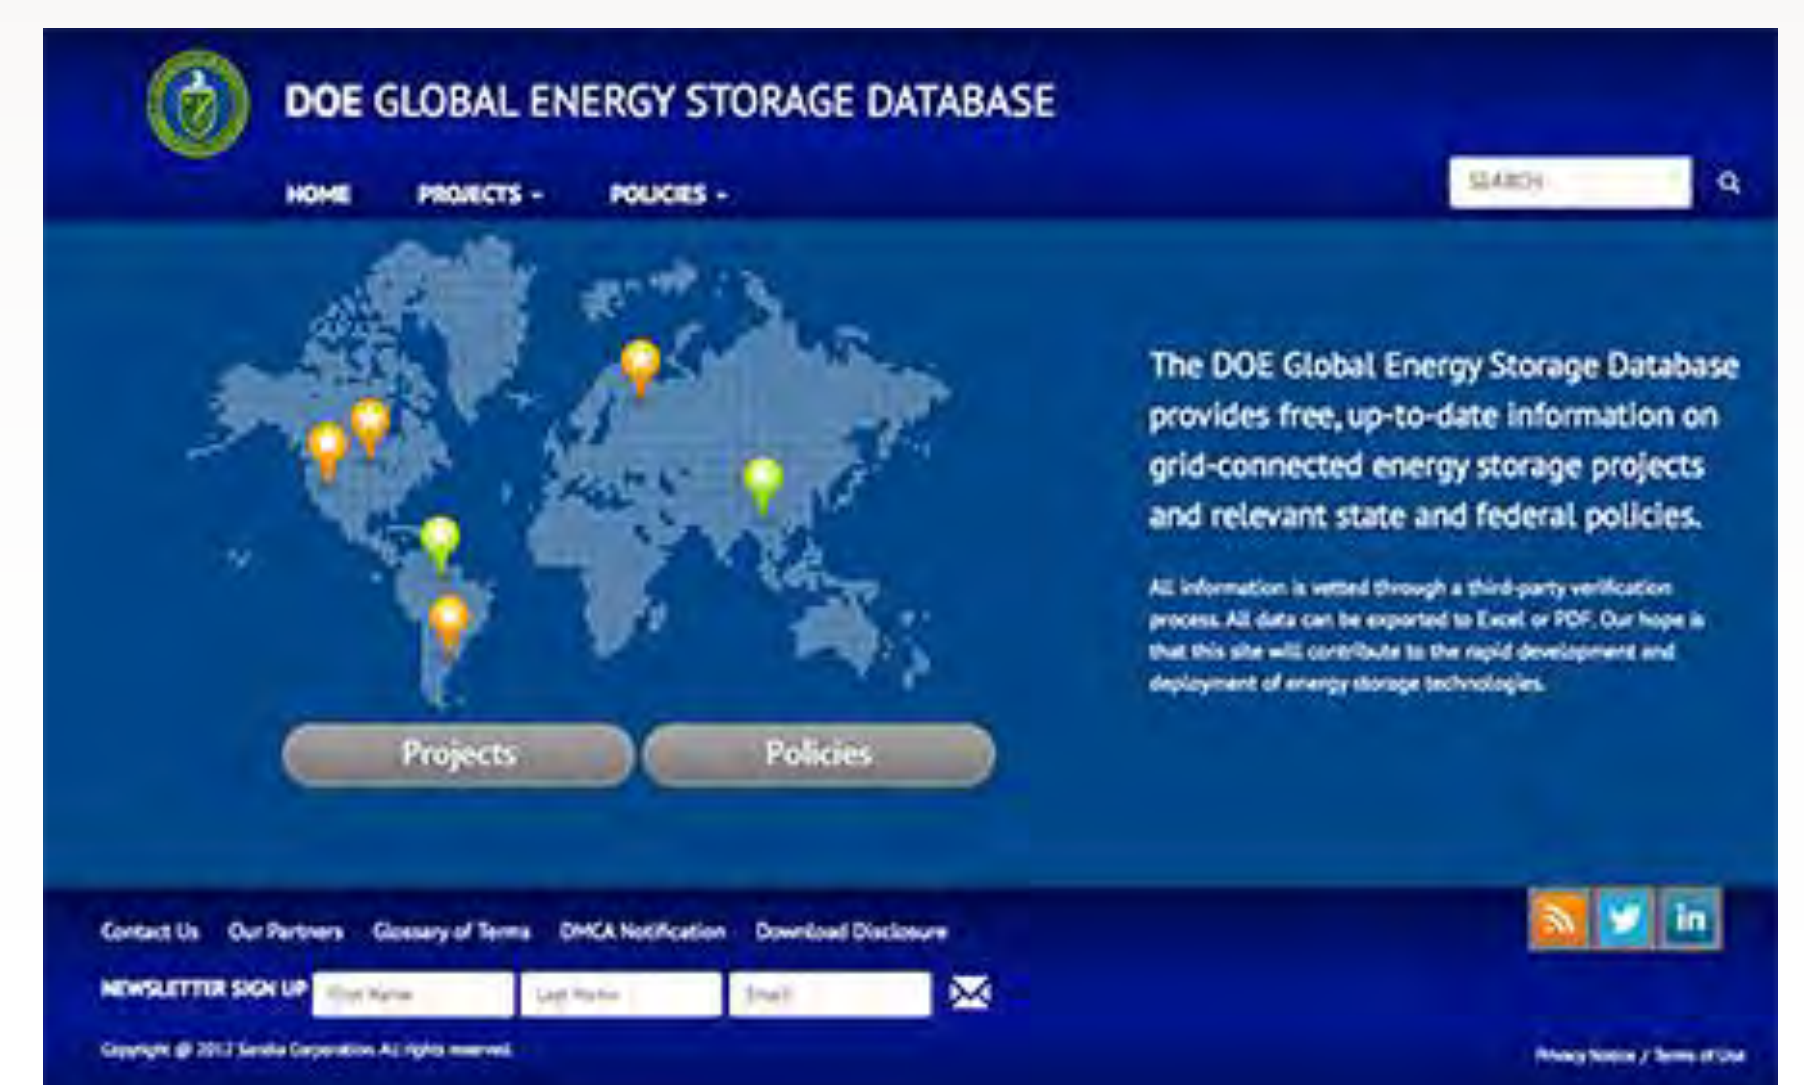 DOE GLOBAL ENERGY STORAGE DATABASE
HOME PROJECTS POLICIES
SEARCH
The DOE Global Energy Storage Database
provides free, up-to-date information on
grid-connected energy storage projects
and relevant state and federal policies.
All information is vetted through a third-party verification
process. All data can be exported to Excel or PDF. Our hope is
that this site will contribute to the rapid development and
deployment of energy storage technologies.
Projects Policies
Contact Us Our Partners Glossary of Terms DMCA Notification Download Disclosure
in
NEWSLETTER SIGN UP First Name Last Name Email
Copyright @ 2012 Sandia Corporation. All rights reserved.
Privacy Notice / Terms of Use